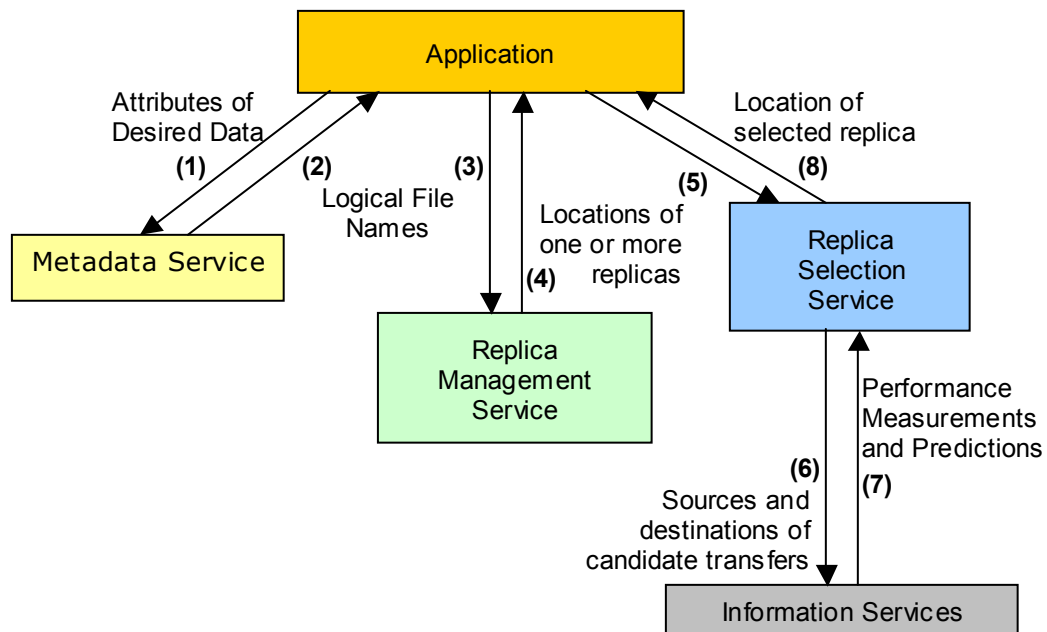 Application
Attributes of
Desired Data
(1)
(2)
Logical File
Names
(3)
(4)
Locations of
one or more
replicas
(5)
Location of
selected replica
(8)
Metadata Service
Replica
Management
Service
Replica
Selection
Service
(6)
Sources and
destinations of
candidate transfers
Performance
Measurements
and Predictions
(7)
Information Services